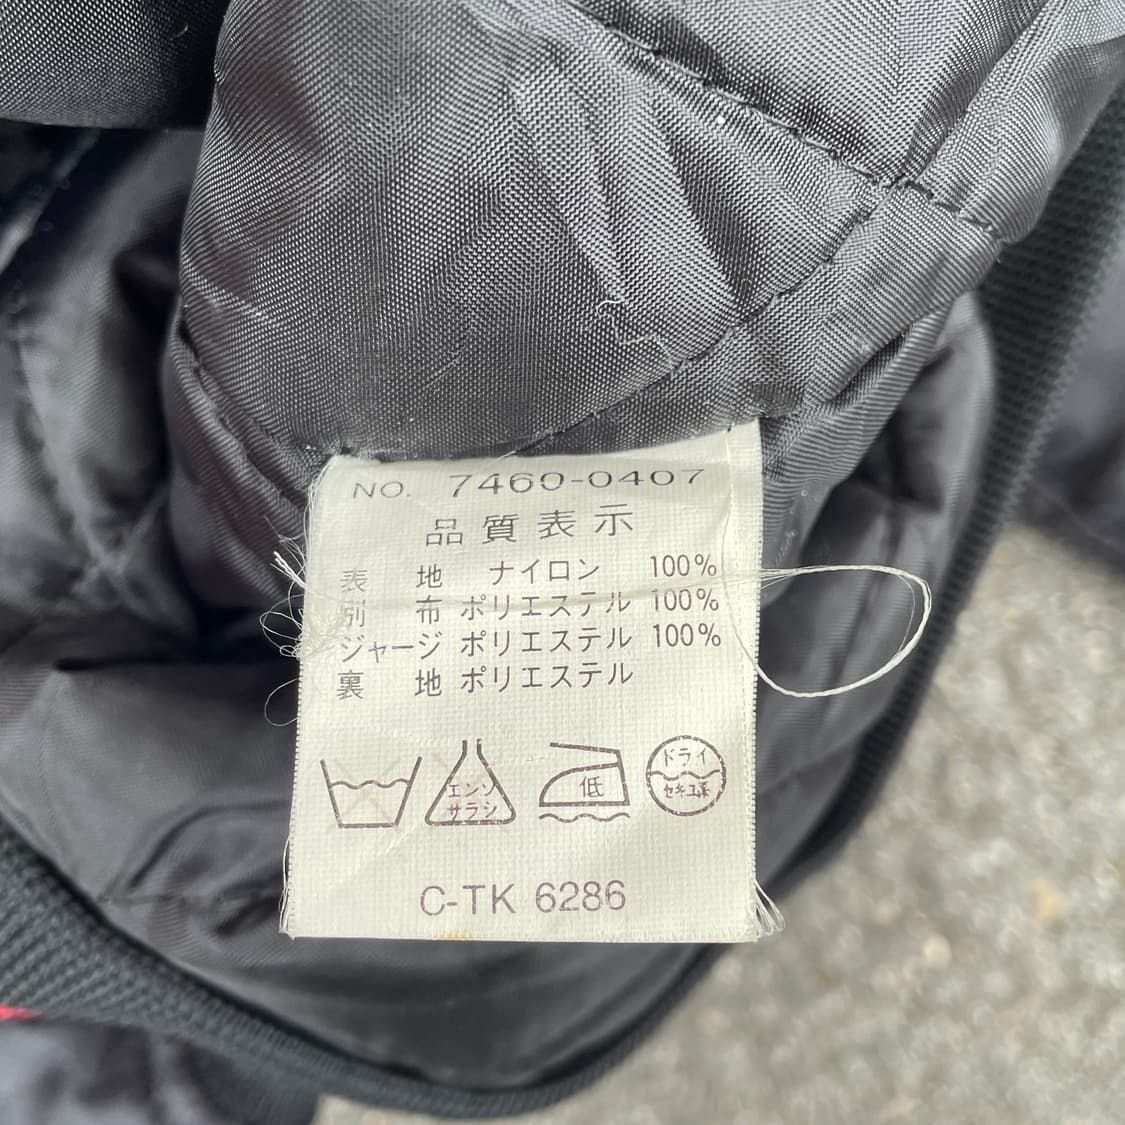 NO. 7460-0407
品質表示
表 地 ナイロン 100%
別 布 ポリエステル 100%
ジャージ ポリエステル 100%
裏 地 ポリエステル
エンソ サラシ 低 ドライ セキユ系
C-TK 6286